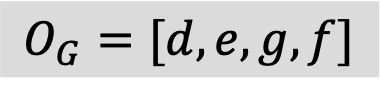 O_G = [d, e, g, f]